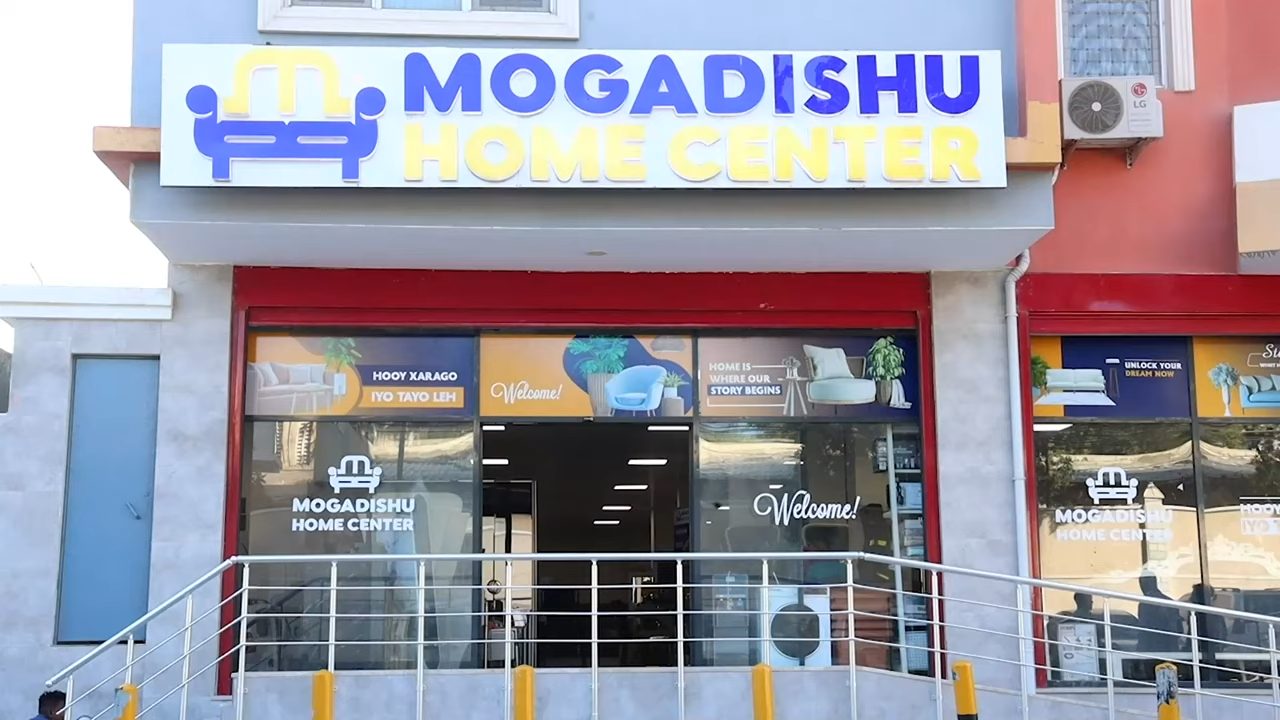 MOGADISHU
HOME CENTER
LG
HOOY XARAGO
IYO TAYO LEH
Welcome!
HOME IS
WHERE OUR
STORY BEGINS
UNLOCK YOUR
DREAM NOW
MOGADISHU
HOME CENTER
Welcome!
MOGADISHU
HOME CENTER
HOOY